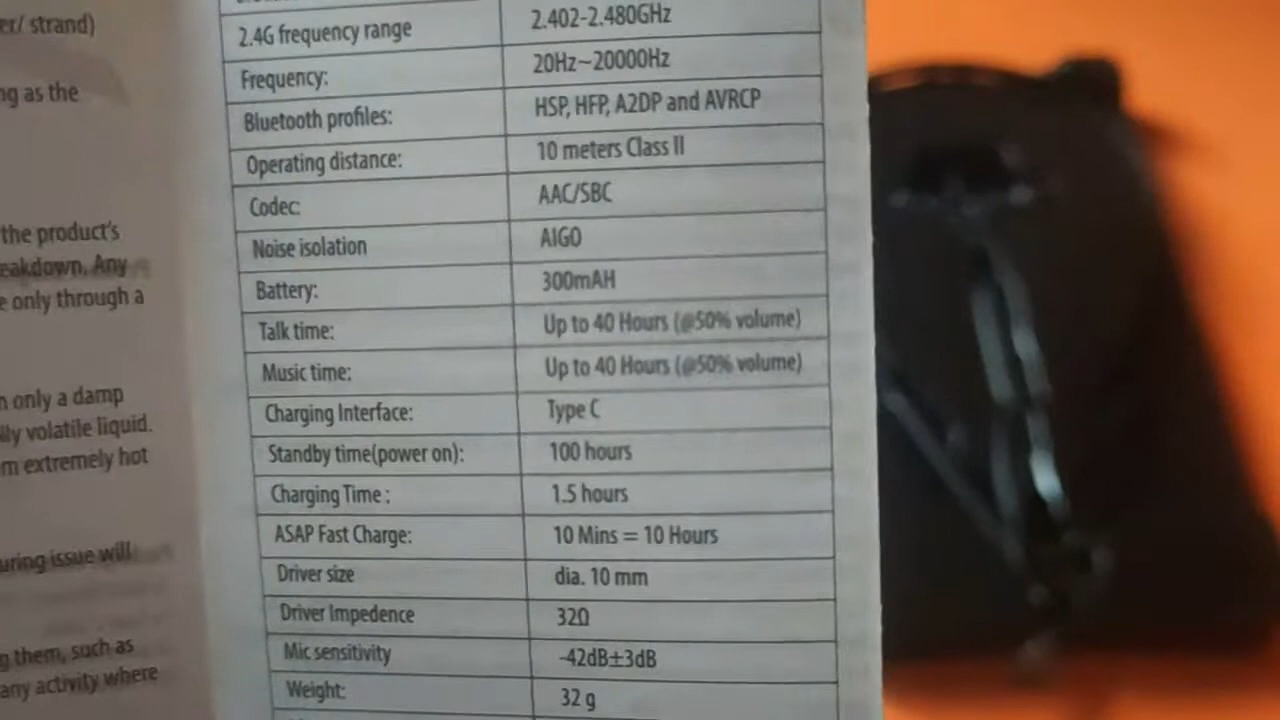 er/ strand)
ng as the
the product's
eakdown. Any
e only through a
n only a damp
lly volatile liquid.
m extremely hot
uring issue will
g them, such as
any activity where
2.4G frequency range 2.402-2.480GHz
Frequency: 20Hz~20000Hz
Bluetooth profiles: HSP, HFP, A2DP and AVRCP
Operating distance: 10 meters Class II
Codec: AAC/SBC
Noise isolation AIGO
Battery: 300mAH
Talk time: Up to 40 Hours (@50% volume)
Music time: Up to 40 Hours (@50% volume)
Charging Interface: Type C
Standby time(power on): 100 hours
Charging Time : 1.5 hours
ASAP Fast Charge: 10 Mins = 10 Hours
Driver size dia. 10 mm
Driver Impedence 32Ω
Mic sensitivity -42dB±3dB
Weight: 32 g